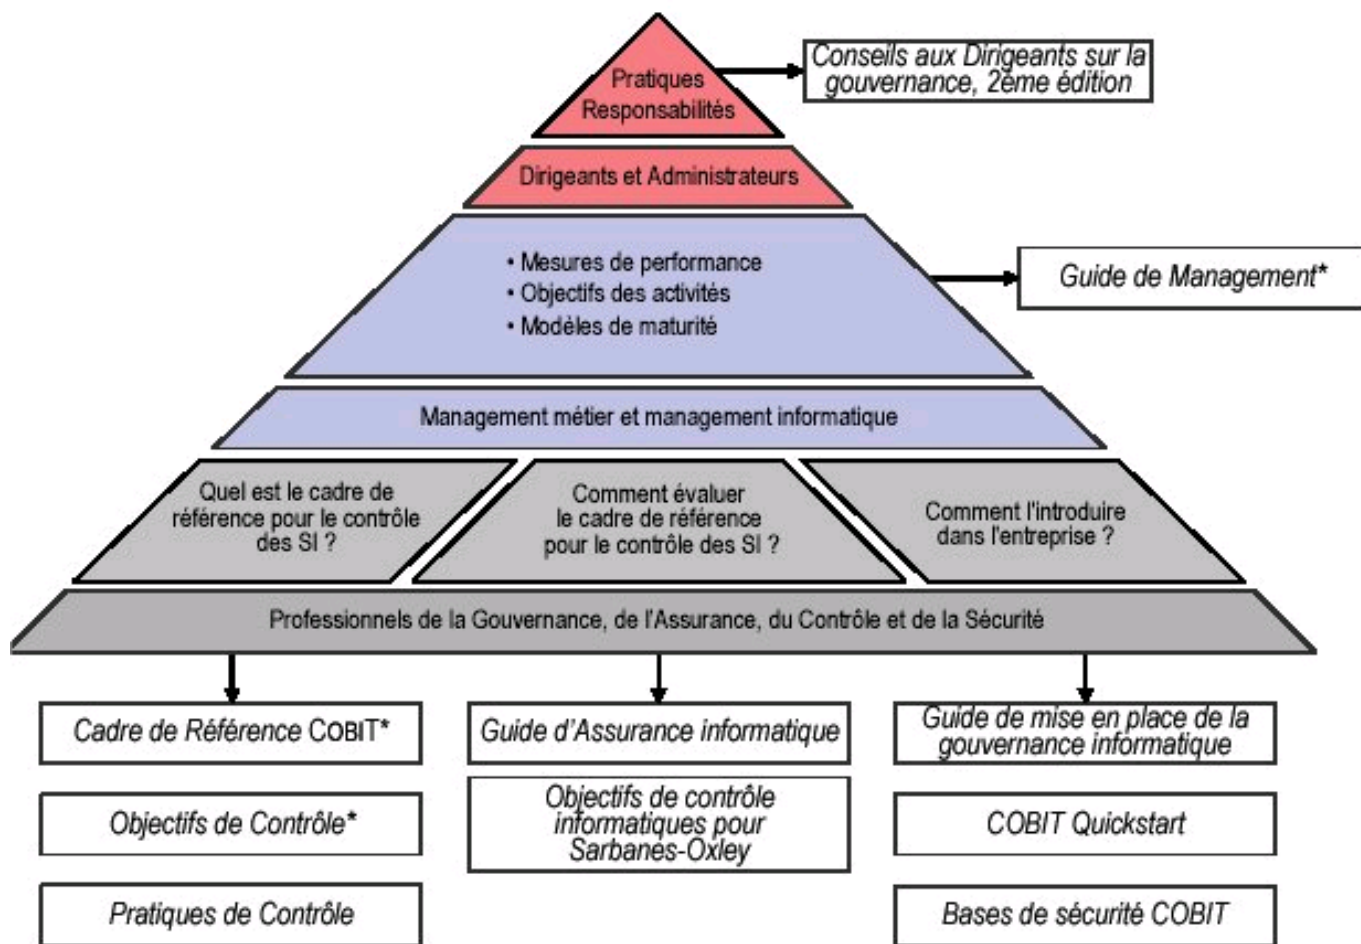 Pratiques
Responsabilités
Conseils aux Dirigeants sur la
gouvernance, 2ème édition
Dirigeants et Administrateurs
• Mesures de performance
• Objectifs des activités
• Modèles de maturité
Guide de Management*
Management métier et management informatique
Quel est le cadre de
référence pour le contrôle
des SI ?
Comment évaluer
le cadre de référence
pour le contrôle des SI ?
Comment l'introduire
dans l'entreprise ?
Professionnels de la Gouvernance, de l'Assurance, du Contrôle et de la Sécurité
Cadre de Référence COBIT*
Objectifs de Contrôle*
Pratiques de Contrôle
Guide d'Assurance informatique
Objectifs de contrôle
informatiques pour
Sarbanes-Oxley
Guide de mise en place de la
gouvernance informatique
COBIT Quickstart
Bases de sécurité COBIT